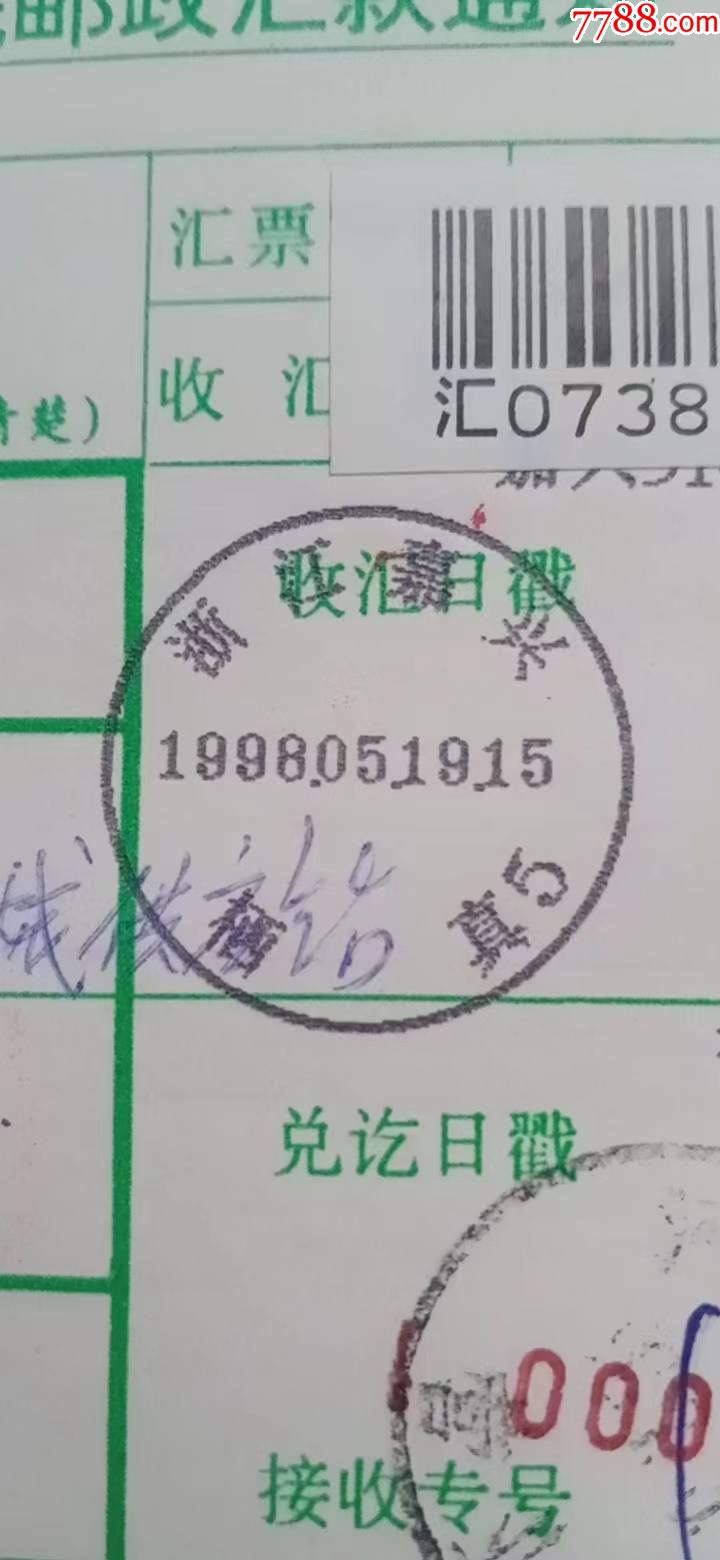 7788.com
邮政汇款通
汇票
收汇
汇0738
清楚）
收汇日戳
浙江嘉兴
1998.05.19.15
真5
兑讫日戳
000
接收专号